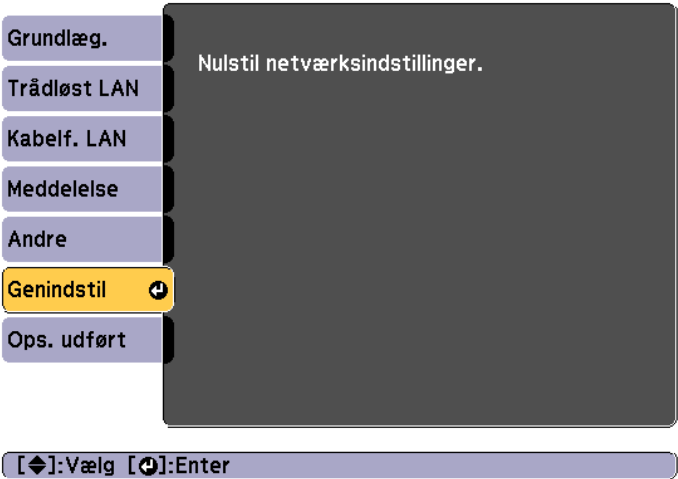 Grundlæg.
Trådløst LAN
Kabelf. LAN
Meddelelse
Andre
Genindstil
Ops. udført
Nulstil netværksindstillinger.
[◆]:Vælg [↵]:Enter